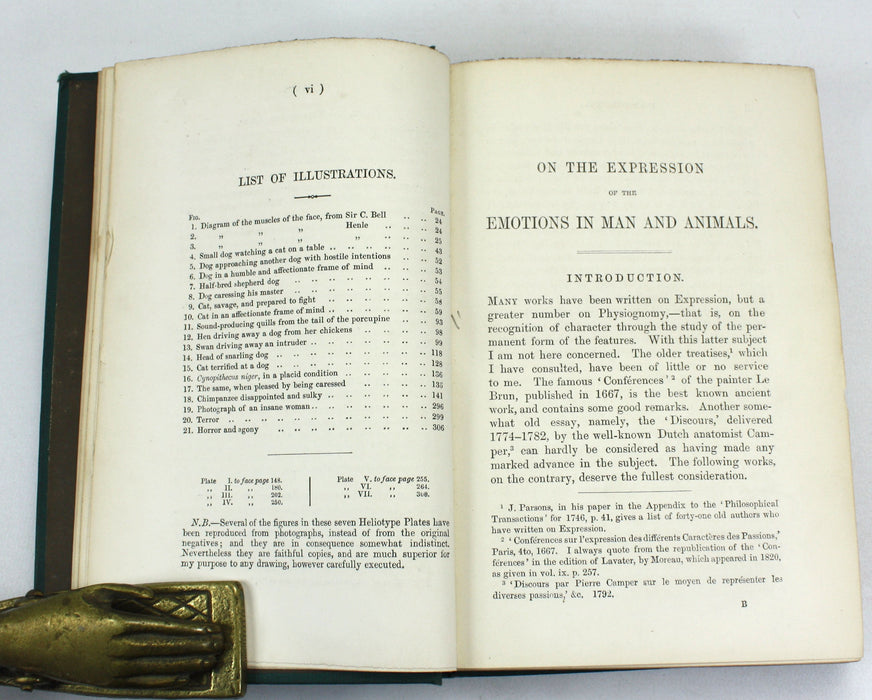 ( vi )
LIST OF ILLUSTRATIONS.
FIG. PAGE.
1. Diagram of the muscles of the face, from Sir C. Bell .. .. 24
2. „ „ „ Henle .. .. .. 24
3. „ „ „ „ .. .. 25
4. Small dog watching a cat on a table .. .. .. .. .. 43
5. Dog approaching another dog with hostile intentions .. .. 52
6. Dog in a humble and affectionate frame of mind .. .. .. 53
7. Half-bred shepherd dog .. .. .. .. .. .. .. 54
8. Dog caressing his master .. .. .. .. .. .. .. 55
9. Cat, savage, and prepared to fight .. .. .. .. .. 58
10. Cat in an affectionate frame of mind .. .. .. .. .. 59
11. Sound-producing quills from the tail of the porcupine .. .. 93
12. Hen driving away a dog from her chickens .. .. .. .. 98
13. Swan driving away an intruder .. .. .. .. .. .. 99
14. Head of snarling dog .. .. .. .. .. .. .. 118
15. Cat terrified at a dog .. .. .. .. .. .. .. 128
16. Cynopithecus niger, in a placid condition .. .. .. .. 136
17. The same, when pleased by being caressed .. .. .. .. 136
18. Chimpanzee disappointed and sulky .. .. .. .. .. 141
19. Photograph of an insane woman .. .. .. .. .. .. 296
20. Terror .. .. .. .. .. .. .. .. .. 299
21. Horror and agony .. .. .. .. .. .. .. 306
Plate I. to face page 148.
„ II. „ 180.
„ III. „ 202.
„ IV. „ 250.
Plate V. to face page 255.
„ VI. „ 264.
„ VII. „ 300.
N.B.—Several of the figures in these seven Heliotype Plates have
been reproduced from photographs, instead of from the original
negatives; and they are in consequence somewhat indistinct.
Nevertheless they are faithful copies, and are much superior for
my purpose to any drawing, however carefully executed.
ON THE EXPRESSION
OF THE
EMOTIONS IN MAN AND ANIMALS.
INTRODUCTION.
MANY works have been written on Expression, but a
greater number on Physiognomy,—that is, on the
recognition of character through the study of the per-
manent form of the features. With this latter subject
I am not here concerned. The older treatises,¹ which
I have consulted, have been of little or no service
to me. The famous ‘Conférences’² of the painter Le
Brun, published in 1667, is the best known ancient
work, and contains some good remarks. Another some-
what old essay, namely, the ‘Discours,’ delivered
1774–1782, by the well-known Dutch anatomist Cam-
per,³ can hardly be considered as having made any
marked advance in the subject. The following works,
on the contrary, deserve the fullest consideration.
¹ J. Parsons, in his paper in the Appendix to the ‘Philosophical
Transactions’ for 1746, p. 41, gives a list of forty-one old authors who
have written on Expression.
² ‘Conférences sur l'expression des différents Caractères des Passions,’
Paris, 4to, 1667. I always quote from the republication of the ‘Con-
férences’ in the edition of Lavater, by Moreau, which appeared in 1820,
as given in vol. ix. p. 257.
³ ‘Discours par Pierre Camper sur le moyen de représenter les
diverses passions,’ &c. 1792.
B